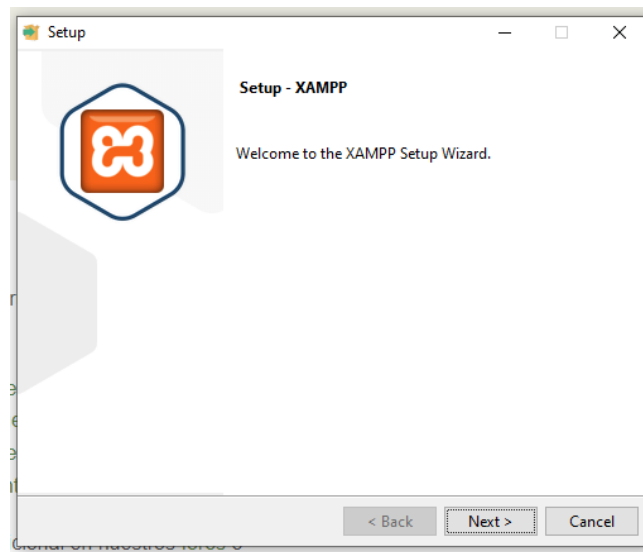 Setup
Setup - XAMPP
Welcome to the XAMPP Setup Wizard.
< Back
Next >
Cancel